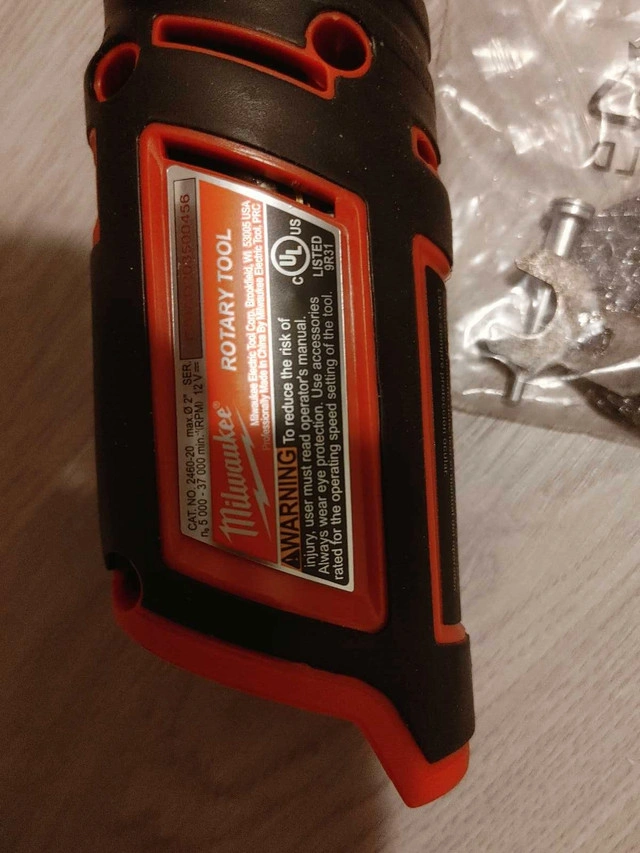 CAT. NO. 2460-20 max. Ø 2" SER.
n₀ 5 000 - 37 000 min.⁻¹(RPM) 12 V ⎓
Milwaukee®
ROTARY TOOL
Milwaukee Electric Tool Corp. Brookfield, WI 53005 USA
Professionally Made in China By Milwaukee Electric Tool, PRC
WARNING To reduce the risk of
injury, user must read operator's manual.
Always wear eye protection. Use accessories
rated for the operating speed setting of the tool.
C UL US
LISTED
9R31